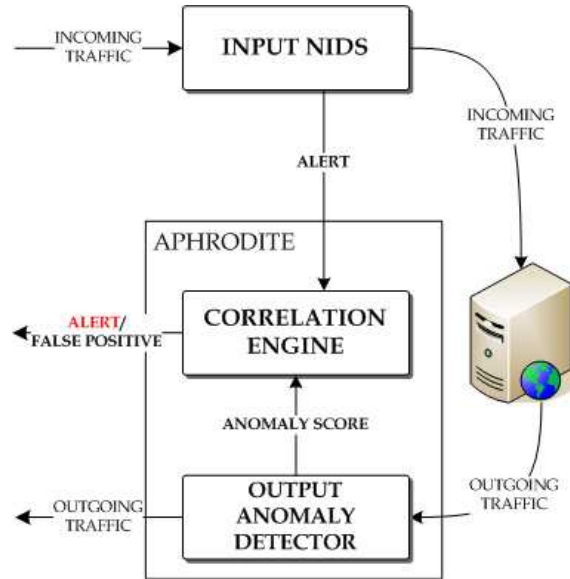 INCOMING
TRAFFIC
INPUT NIDS
INCOMING
TRAFFIC
ALERT
APHRODITE
ALERT/
FALSE POSITIVE
CORRELATION
ENGINE
ANOMALY SCORE
OUTGOING
TRAFFIC
OUTPUT
ANOMALY
DETECTOR
OUTGOING
TRAFFIC